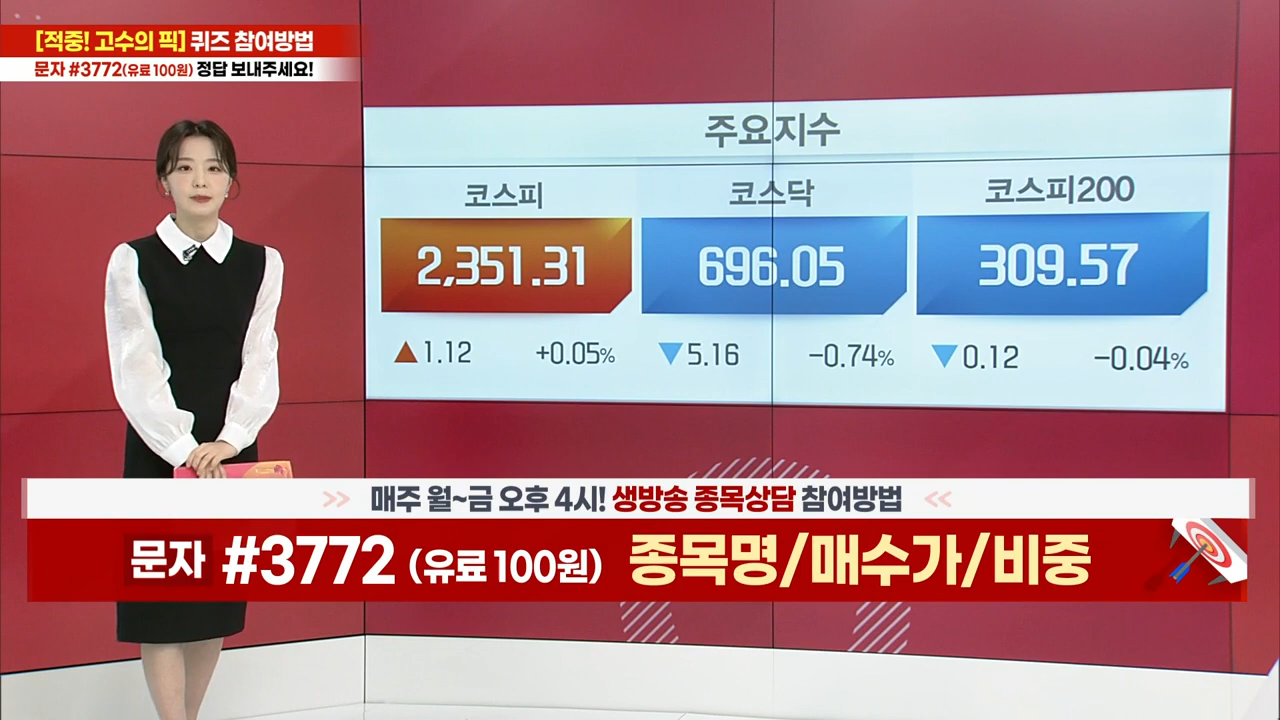 [적중! 고수의 픽] 퀴즈 참여방법
문자 #3772(유료 100원) 정답 보내주세요!
주요지수
코스피 코스닥 코스피200
2,351.31 696.05 309.57
▲1.12 +0.05% ▼5.16 -0.74% ▼0.12 -0.04%
매주 월~금 오후 4시! 생방송 종목상담 참여방법
문자 #3772 (유료 100원) 종목명/매수가/비중